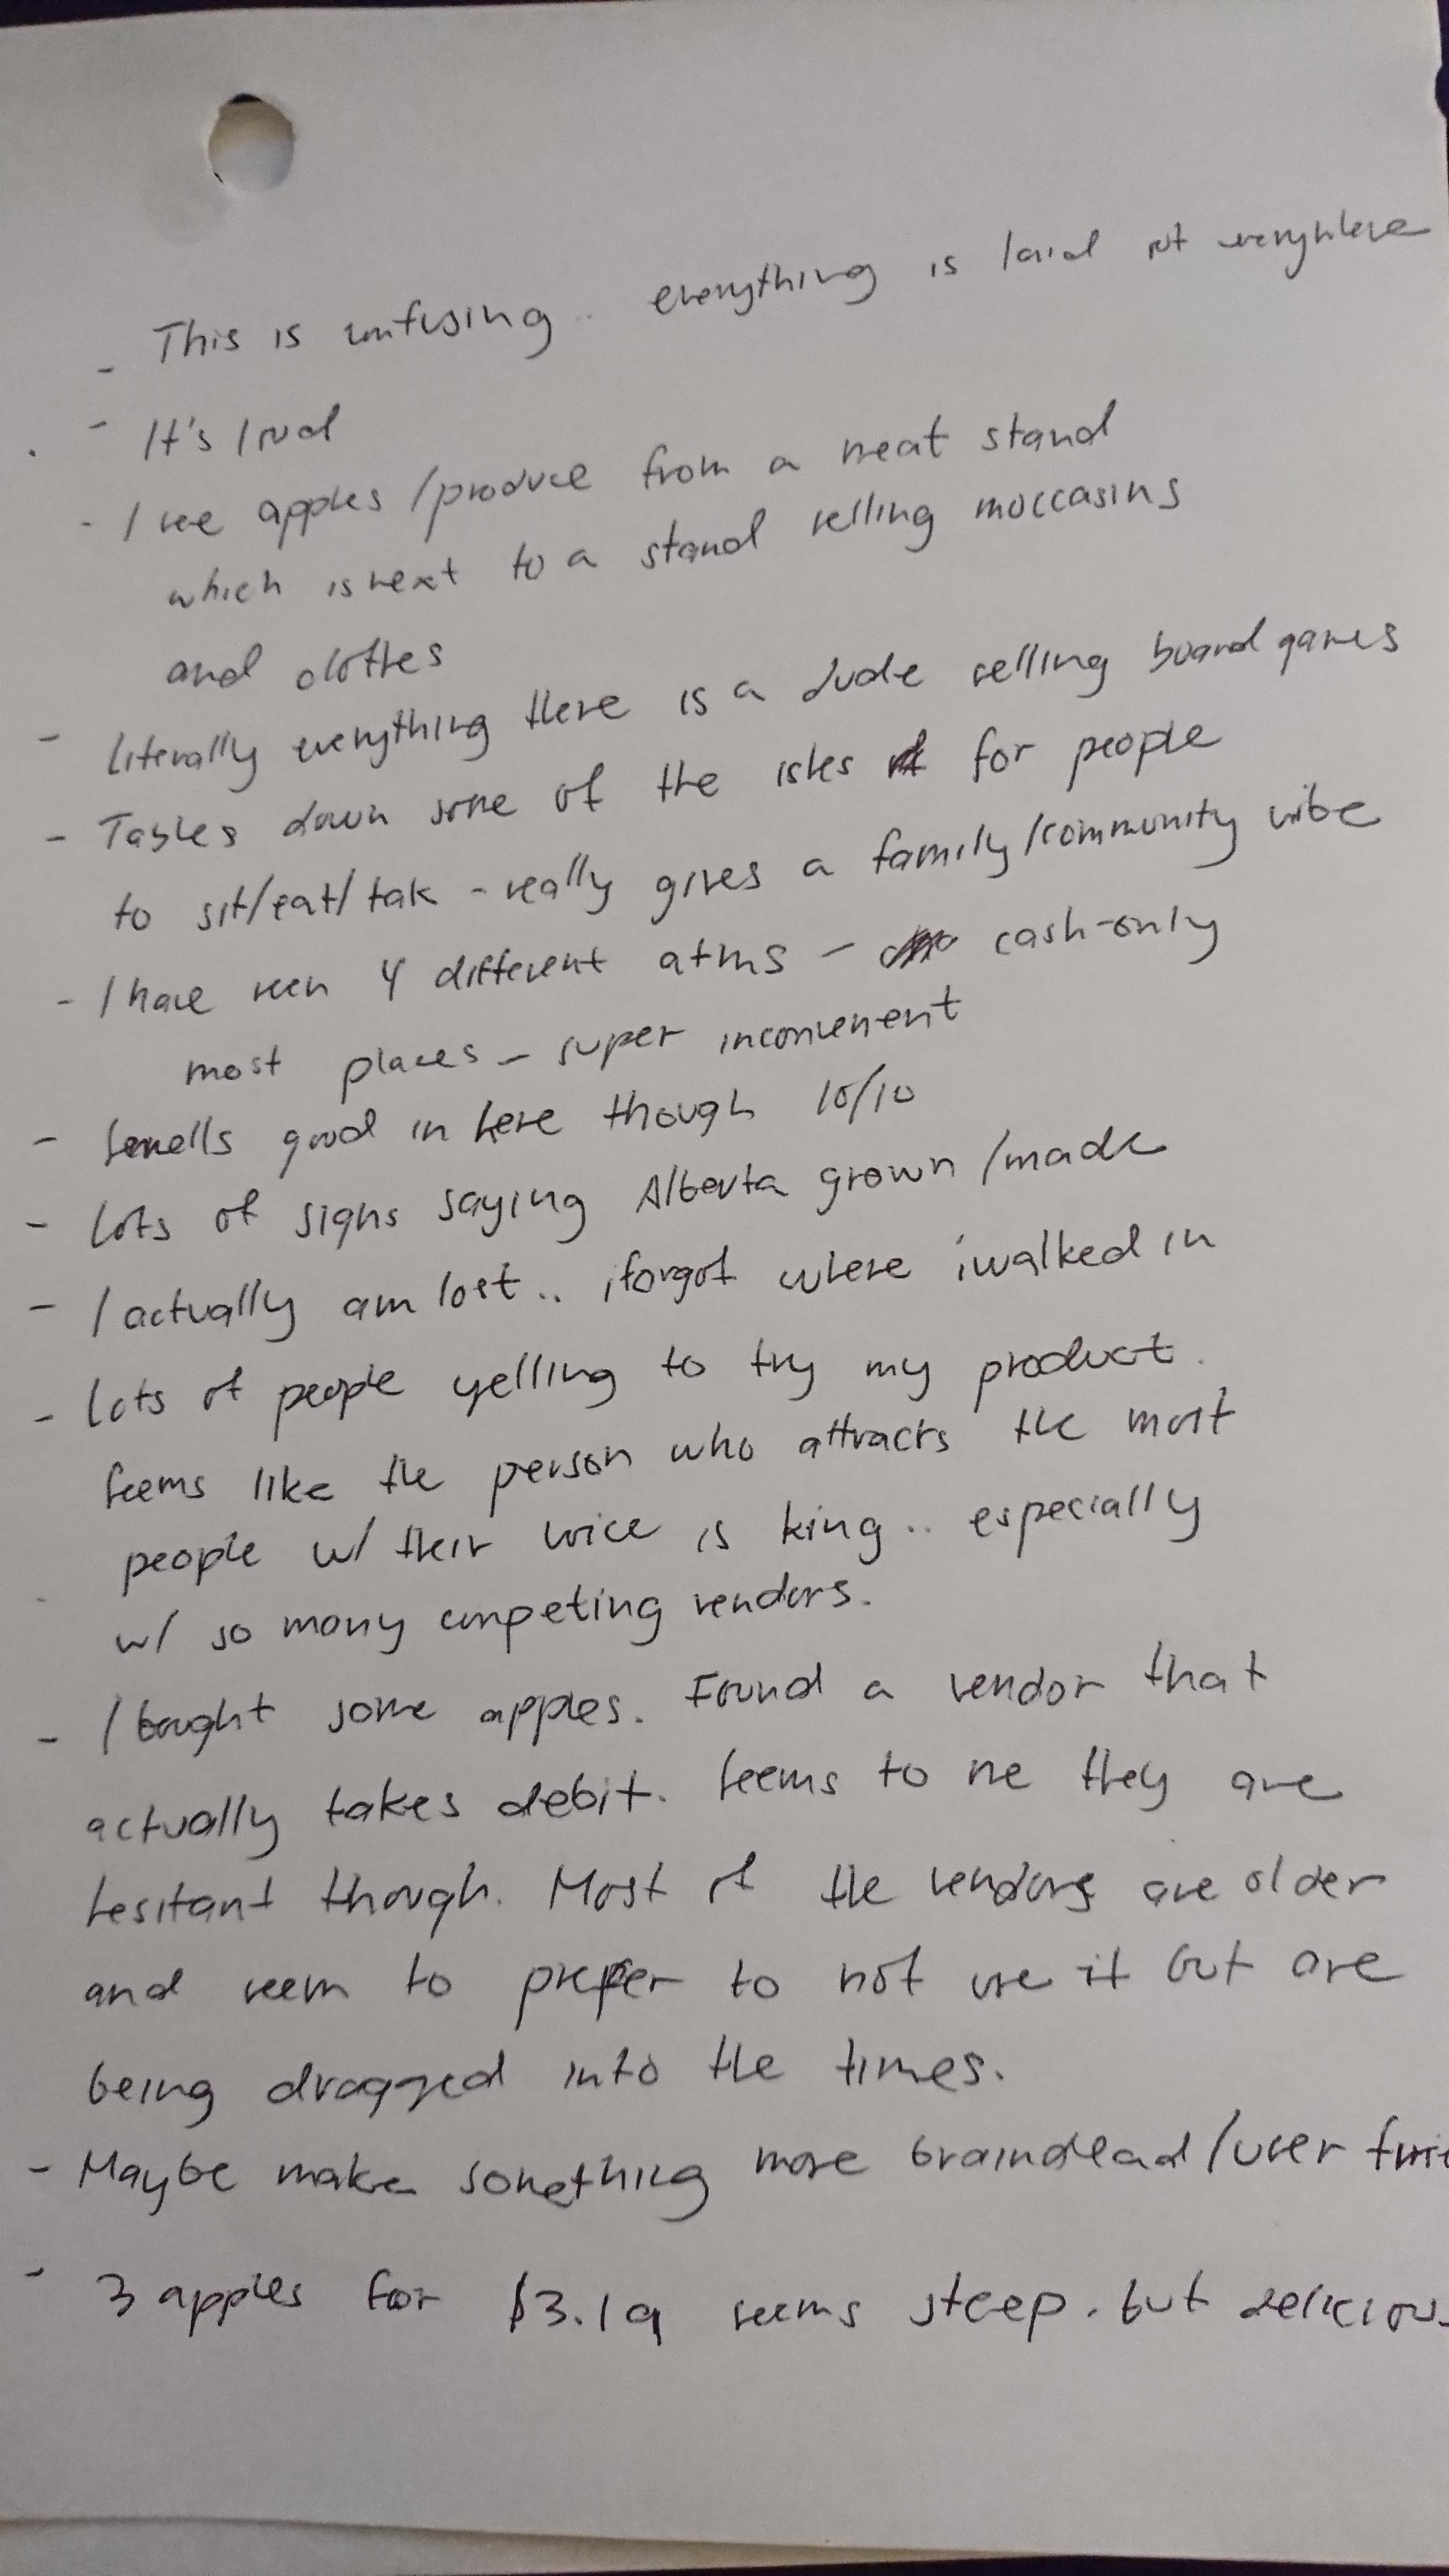 - This is confusing.. everything is laid out everywhere
- It's loud
- I see apples/produce from a meat stand
which is next to a stand selling moccasins
and clothes
- literally everything there is a dude selling board games
- Tables down some of the isles for people
to sit/eat/talk - really gives a family/community vibe
- I have seen 4 different atms - cash-only
most places - super inconvenient
- Smells good in here though 10/10
- lots of signs saying Alberta grown/made
- I actually am lost.. i forgot where i walked in
- lots of people yelling to try my product.
Seems like the person who attracts the most
people w/ their voice is king.. especially
w/ so many competing vendors.
- I bought some apples. Found a vendor that
actually takes debit. Seems to me they are
hesitant though. Most of the vendors are older
and seem to prefer to not use it but are
being dragged into the times.
- Maybe make something more braindead/user
- 3 apples for $3.19 seems steep. but delicious